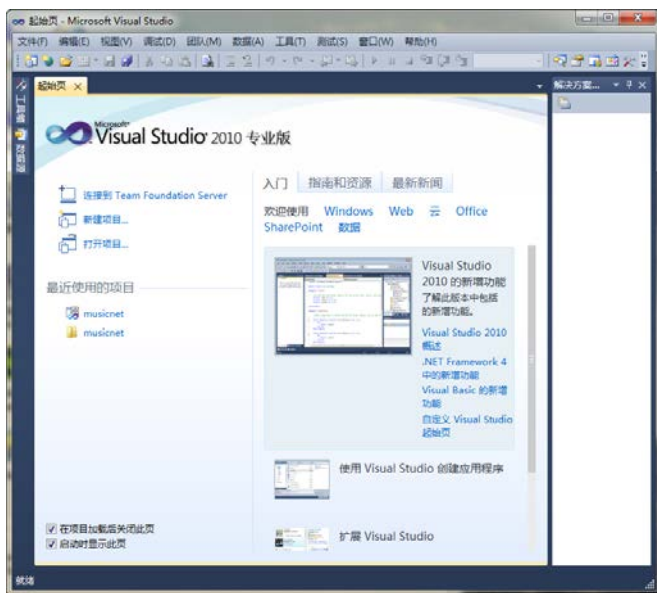 起始页 - Microsoft Visual Studio
文件(F) 编辑(E) 视图(V) 调试(D) 团队(M) 数据(A) 工具(T) 测试(S) 窗口(W) 帮助(H)
起始页
解决方案...
工具箱
数据源
Microsoft
Visual Studio 2010 专业版
连接到 Team Foundation Server
新建项目...
打开项目...
最近使用的项目
musicnet
musicnet
入门 指南和资源 最新新闻
欢迎使用 Windows Web 云 Office
SharePoint 数据
Visual Studio
2010 的新增功能
了解此版本中包括
的新增功能。
Visual Studio 2010
概述
.NET Framework 4
中的新增功能
Visual Basic 的新增
功能
自定义 Visual Studio
起始页
使用 Visual Studio 创建应用程序
扩展 Visual Studio
在项目加载后关闭此页
启动时显示此页
就绪